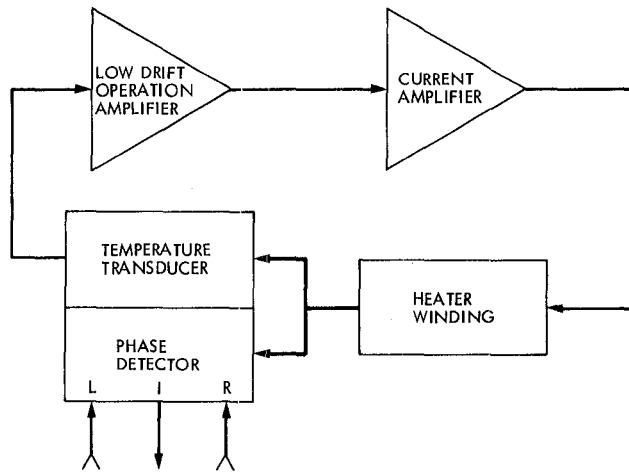 LOW DRIFT
OPERATION
AMPLIFIER
CURRENT
AMPLIFIER
TEMPERATURE
TRANSDUCER
HEATER
WINDING
PHASE
DETECTOR
L I R